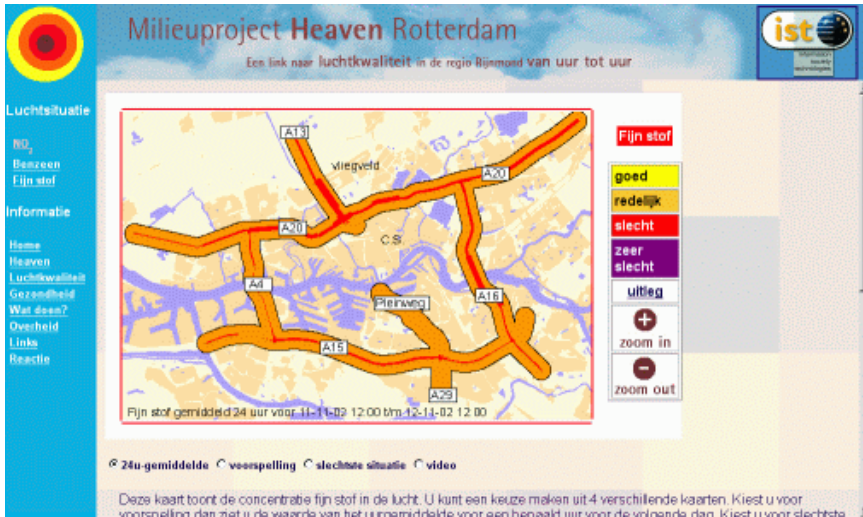 Milieuproject Heaven Rotterdam
Een link naar luchtkwaliteit in de regio Rijnmond van uur tot uur
ist
information society technologies
Luchtsituatie
NO2
Benzeen
Fijn stof
Informatie
Home
Heaven
Luchtkwaliteit
Gezondheid
Wat doen?
Overheid
Links
Reactie
A13
vliegveld
A20
A20
C.S.
A4
Pleinweg
A16
A15
A29
Fijn stof gemiddeld 24 uur voor 11-11-02 12:00 t/m 12-11-02 12:00
Fijn stof
goed
redelijk
slecht
zeer
slecht
uitleg
zoom in
zoom out
24u-gemiddelde voorspelling slechtste situatie video
Deze kaart toont de concentratie fijn stof in de lucht. U kunt een keuze maken uit 4 verschillende kaarten. Kiest u voor
voorspelling dan ziet u de waarde van het uurgemiddelde voor een bepaald uur voor de volgende dag. Kiest u voor slechtste